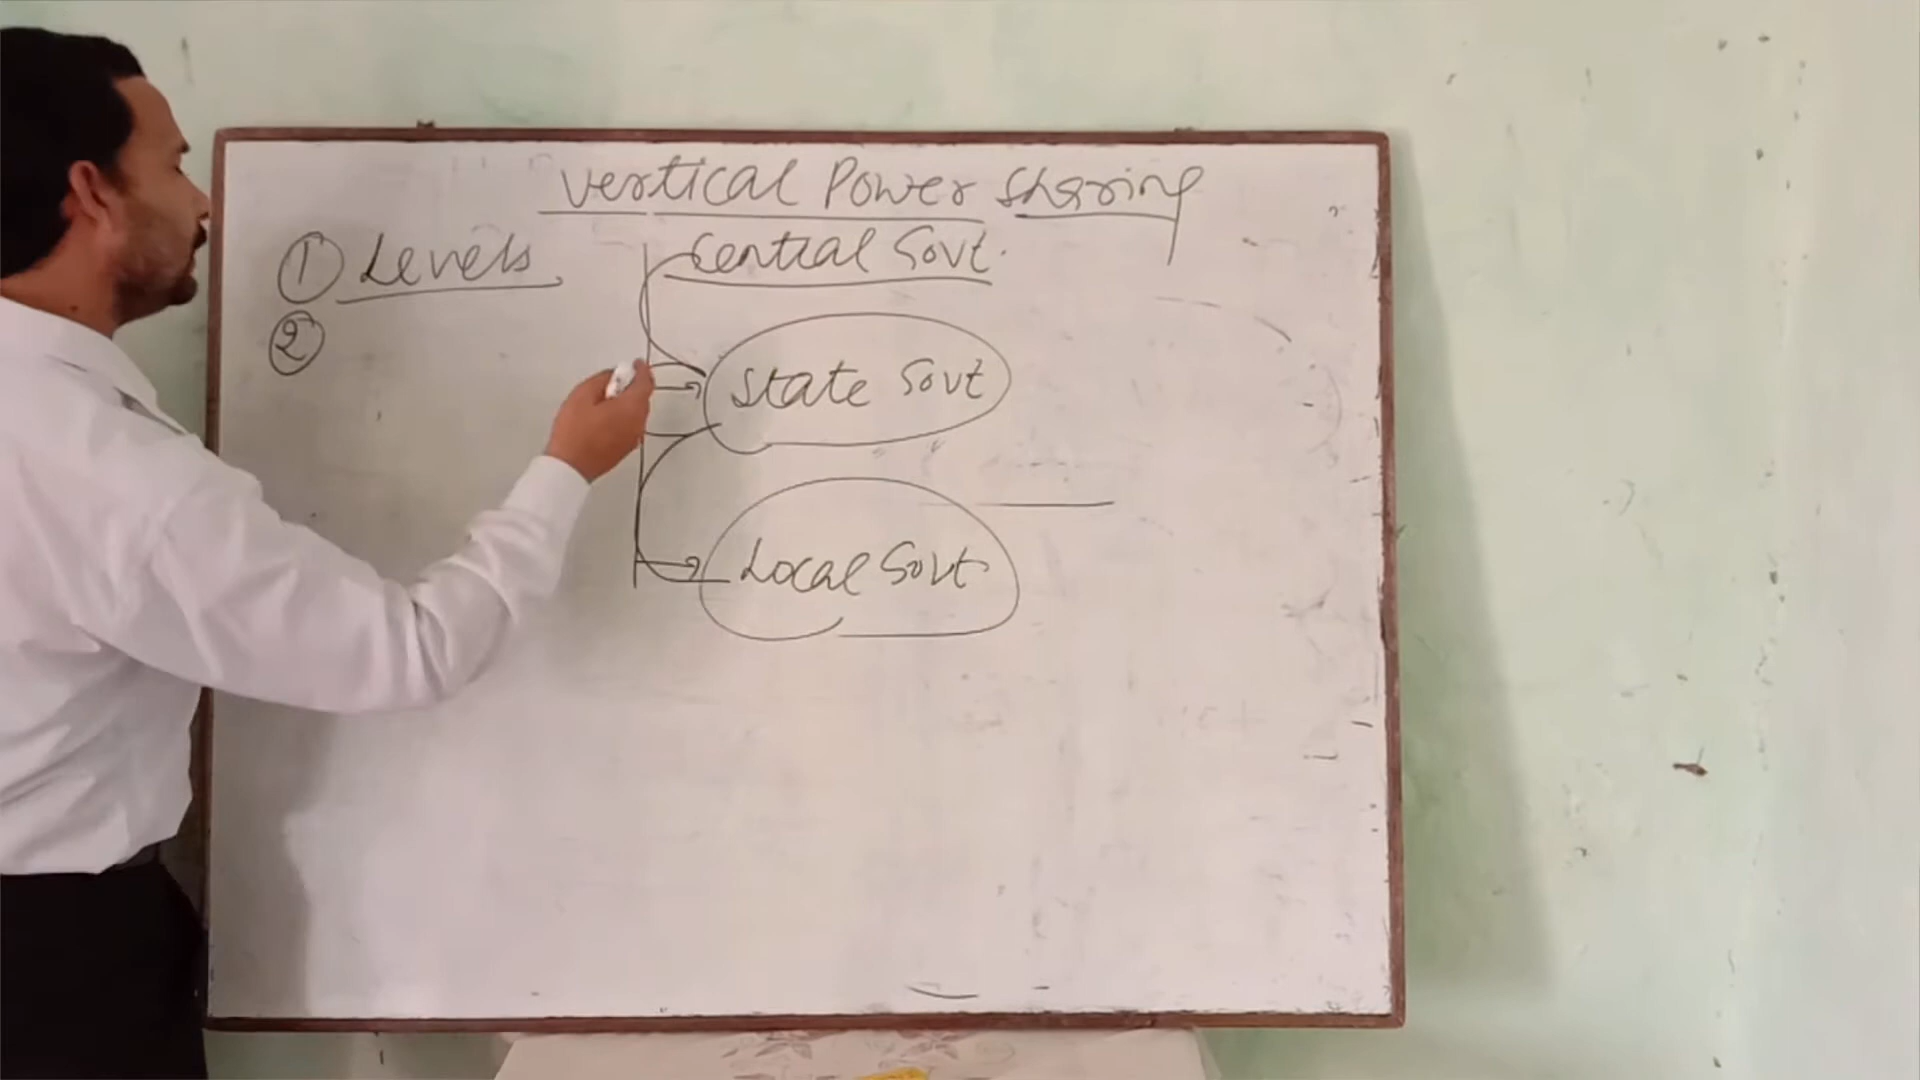 Vertical Power Sharing
① Levels
Central Govt.
②
State Govt
Local Govt